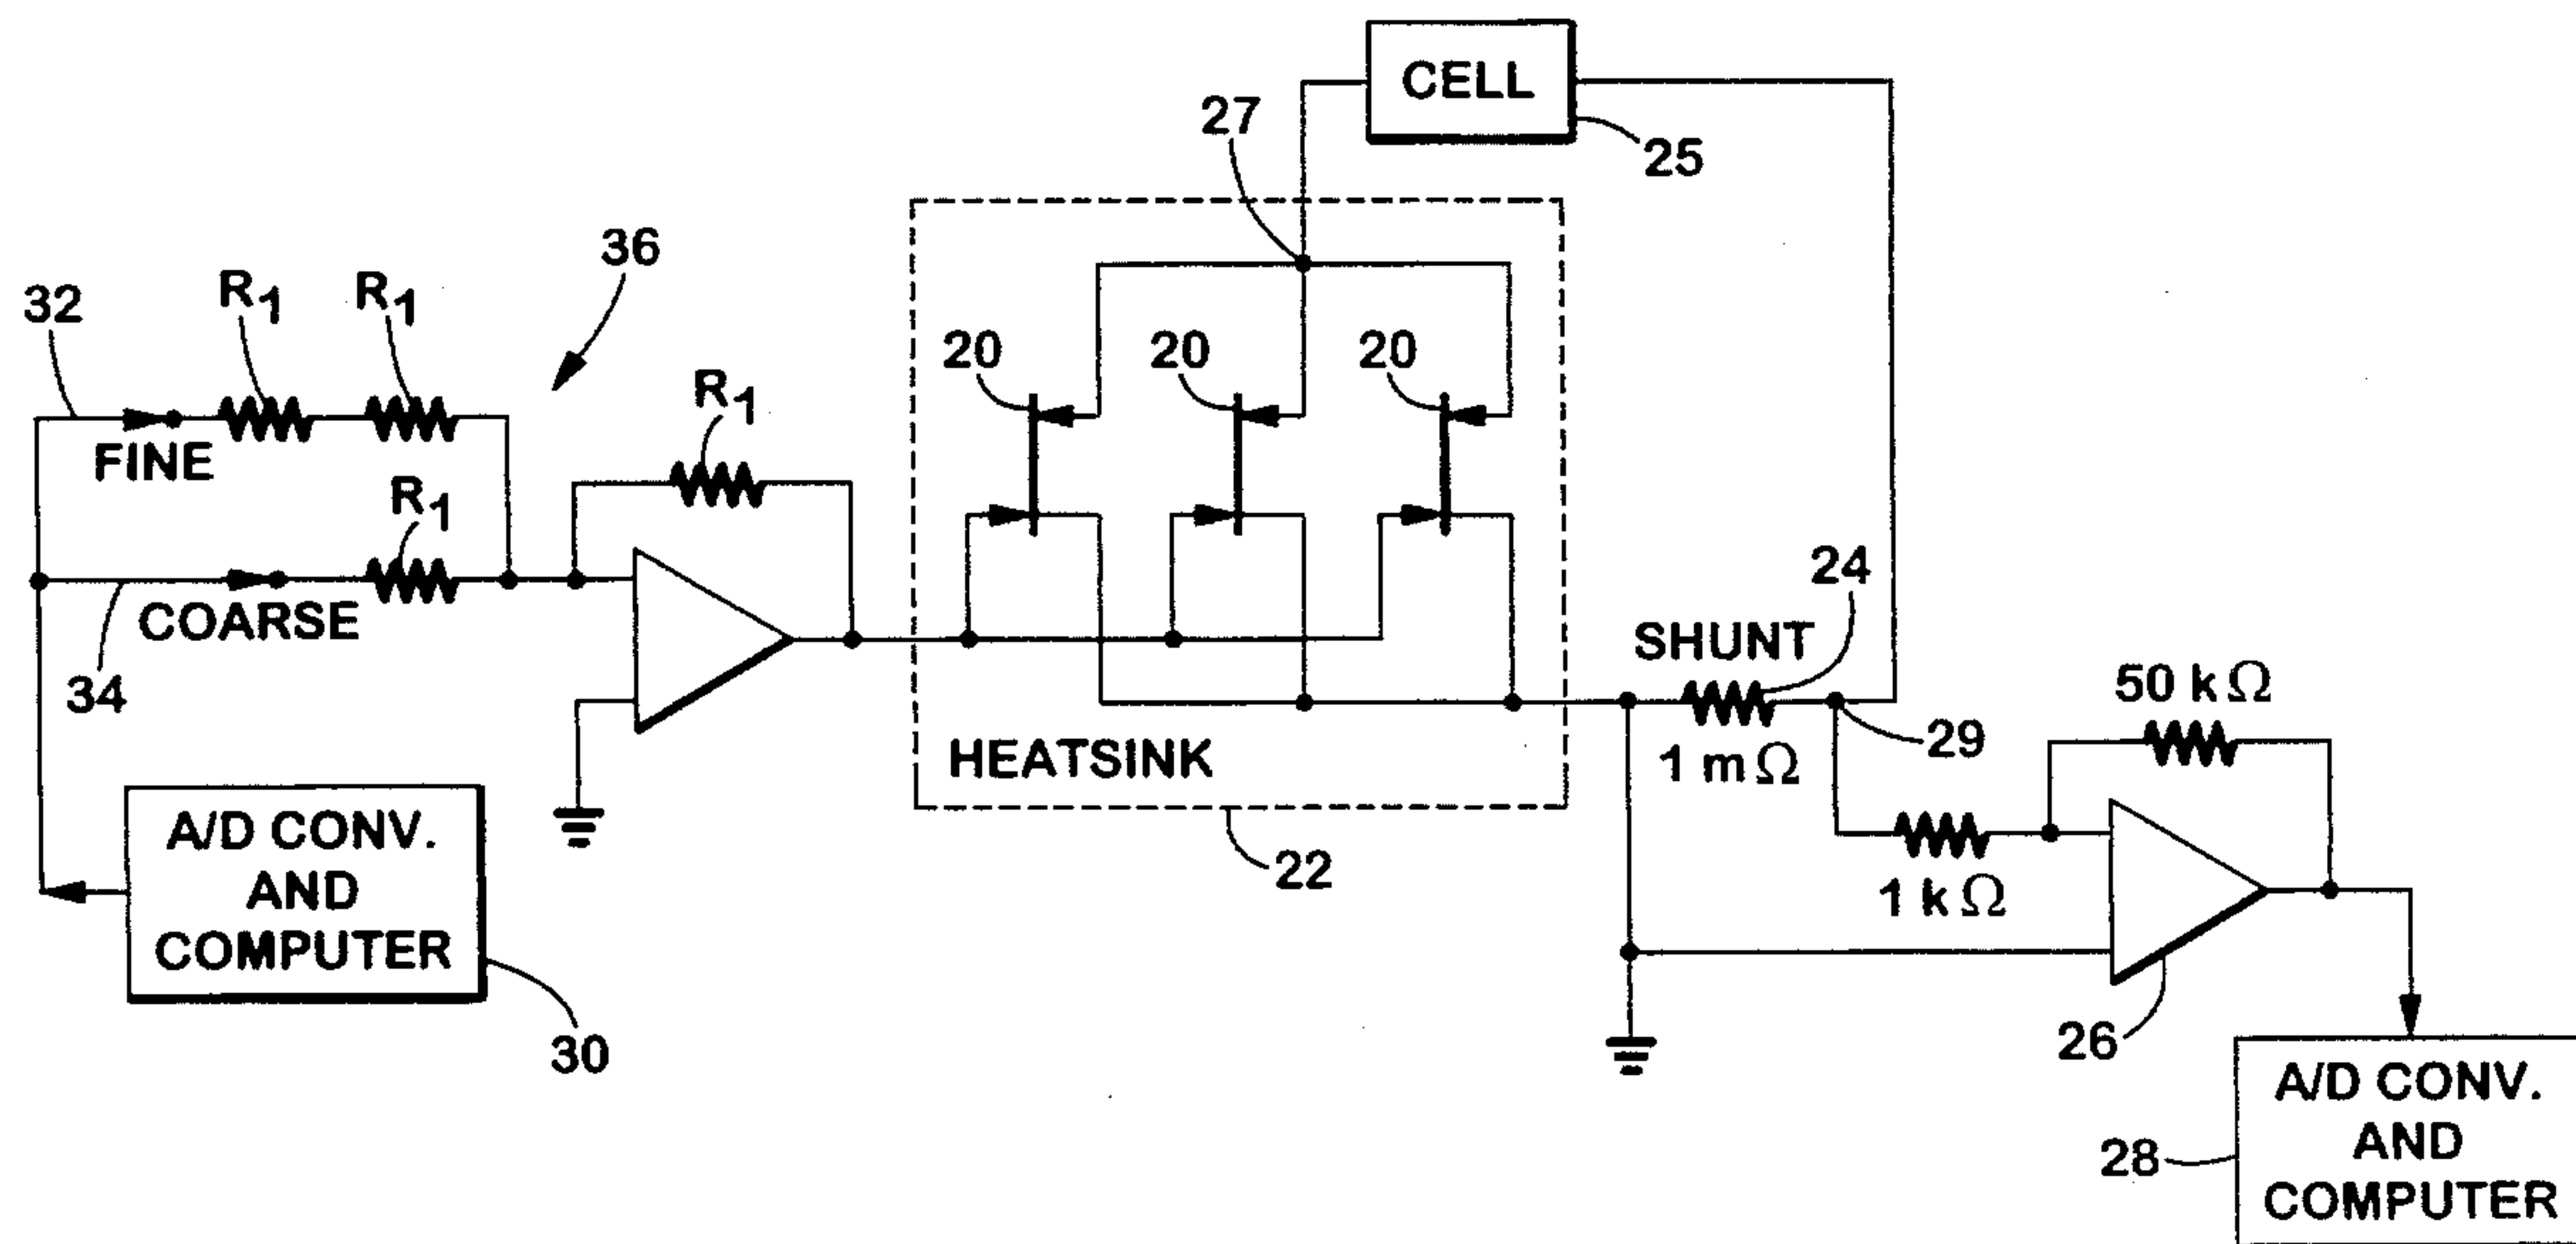 CELL
27
25
36
R1
R1
32
20
20
20
R1
FINE
R1
24
COARSE
SHUNT
34
50 kΩ
29
HEATSINK
1 mΩ
A/D CONV.
AND
COMPUTER
22
1 kΩ
30
26
A/D CONV.
AND
COMPUTER
28